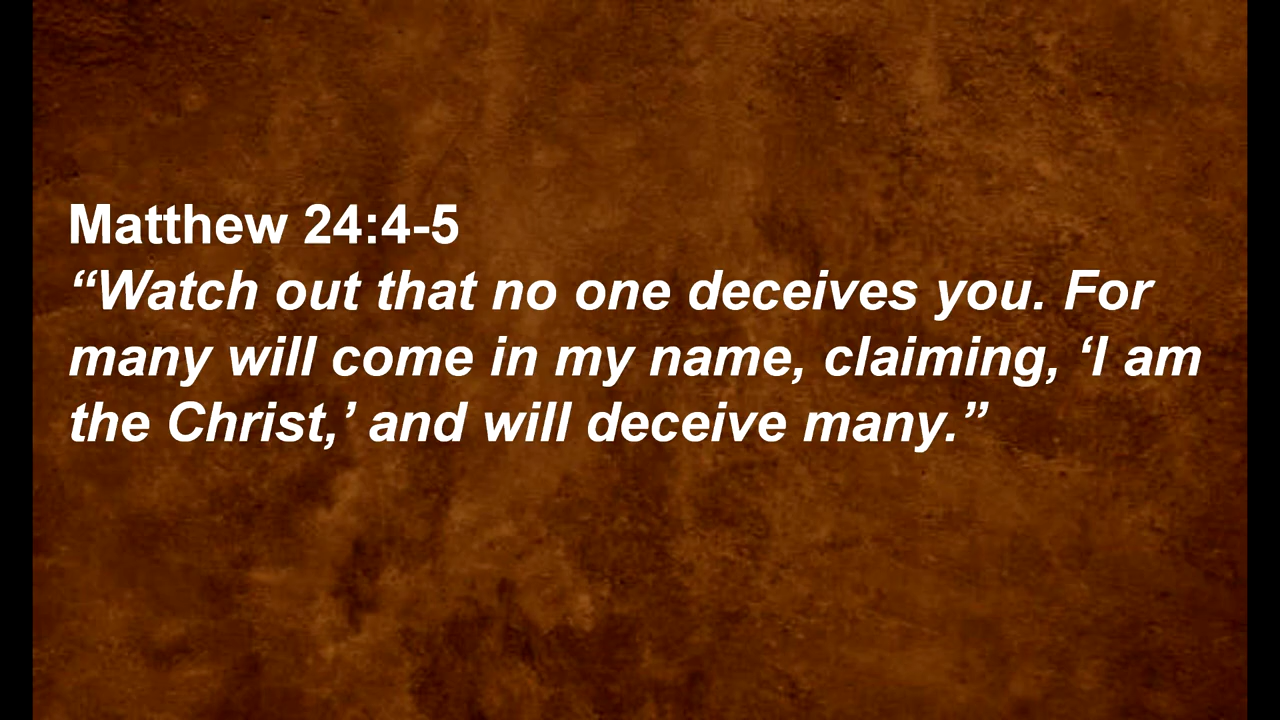 Matthew 24:4-5
“Watch out that no one deceives you. For
many will come in my name, claiming, ‘I am
the Christ,’ and will deceive many.”